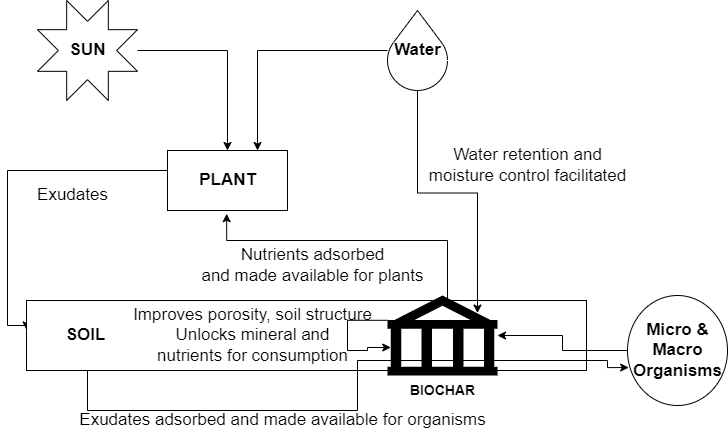 SUN
Water
Water retention and
moisture control facilitated
PLANT
Exudates
Nutrients adsorbed
and made available for plants
SOIL
Improves porosity, soil structure
Unlocks mineral and
nutrients for consumption
BIOCHAR
Micro &
Macro
Organisms
Exudates adsorbed and made available for organisms